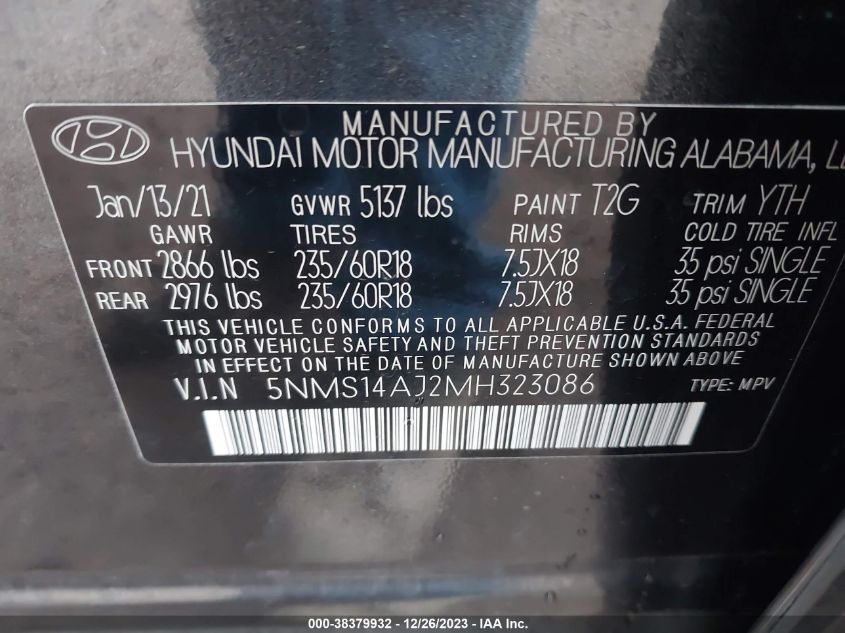 MANUFACTURED BY
HYUNDAI MOTOR MANUFACTURING ALABAMA,
Jan/13/21 GVWR 5137 lbs PAINT T2G TRIM YTH
GAWR TIRES RIMS COLD TIRE INFL
FRONT 2866 lbs 235/60R18 7.5JX18 35 psi SINGLE
REAR 2976 lbs 235/60R18 7.5JX18 35 psi SINGLE
THIS VEHICLE CONFORMS TO ALL APPLICABLE U.S.A. FEDERAL
MOTOR VEHICLE SAFETY AND THEFT PREVENTION STANDARDS
IN EFFECT ON THE DATE OF MANUFACTURE SHOWN ABOVE.
V.I.N 5NMS14AJ2MH323086 TYPE: MPV
000-38379932 - 12/26/2023 - IAAI, Inc.